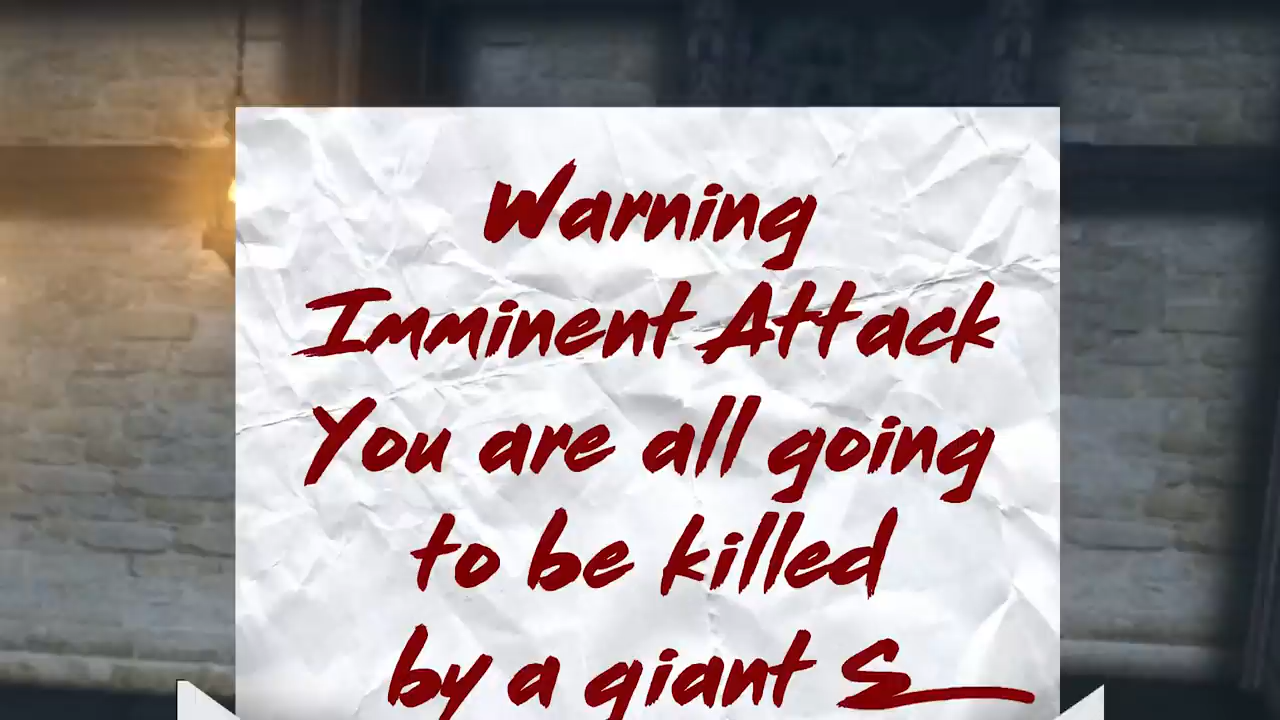 Warning
Imminent Attack
You are all going
to be killed
by a giant S